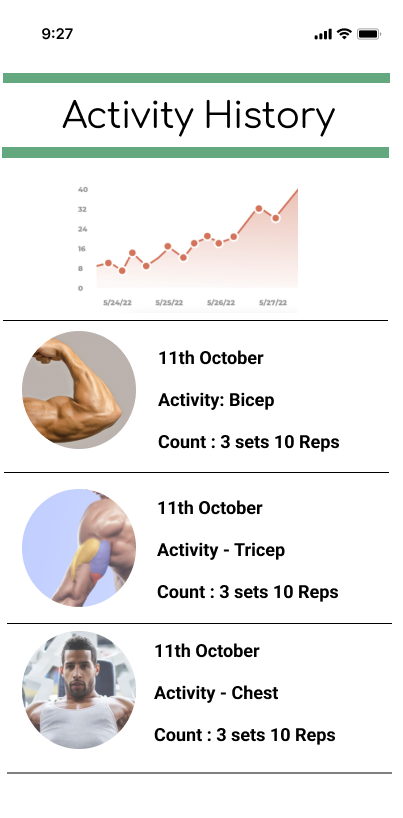 9:27
Activity History
40
32
24
16
8
0
5/24/22 5/25/22 5/26/22 5/27/22
11th October
Activity: Bicep
Count : 3 sets 10 Reps
11th October
Activity - Tricep
Count : 3 sets 10 Reps
11th October
Activity - Chest
Count : 3 sets 10 Reps